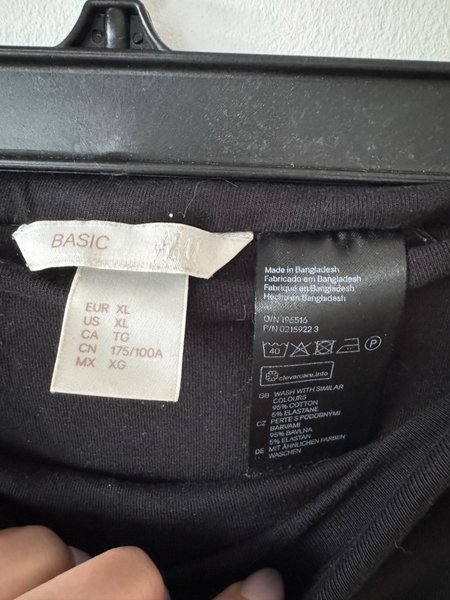 BASIC
EUR XL
US XL
CA TG
CN 175/100A
MX XG
Made in Bangladesh
Fabricado em Bangladesh
Fabriqué en Bangladesh
Hecho en Bangladesh
O/N 196516
P/N 0215922 3
40
P
clevercare.info
GB WASH WITH SIMILAR
COLOURS
95% COTTON
5% ELASTANE
CZ PERTE S PODOBNÝMI
BARVAMI
95% BAVLNA
5% ELASTAN
DE MIT ÄHNLICHEN FARBEN
WASCHEN